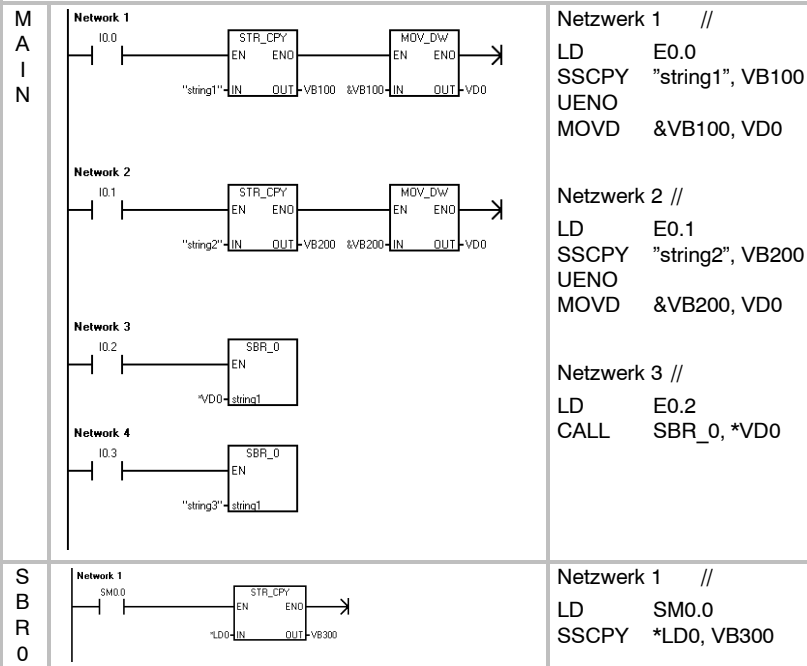 M
A
I
N
Network 1
I0.0
STR_CPY
MOV_DW
EN ENO
EN ENO
"string1" IN OUT VB100 &VB100 IN OUT VD0
Network 2
I0.1
STR_CPY
MOV_DW
EN ENO
EN ENO
"string2" IN OUT VB200 &VB200 IN OUT VD0
Network 3
I0.2
SBR_0
EN
*VD0 string1
Network 4
I0.3
SBR_0
EN
"string3" string1
Netzwerk 1 //
LD E0.0
SSCPY ”string1”, VB100
UENO
MOVD &VB100, VD0
Netzwerk 2 //
LD E0.1
SSCPY ”string2”, VB200
UENO
MOVD &VB200, VD0
Netzwerk 3 //
LD E0.2
CALL SBR_0, *VD0
S
B
R
0
Network 1
SM0.0
STR_CPY
EN ENO
*LD0 IN OUT VB300
Netzwerk 1 //
LD SM0.0
SSCPY *LD0, VB300